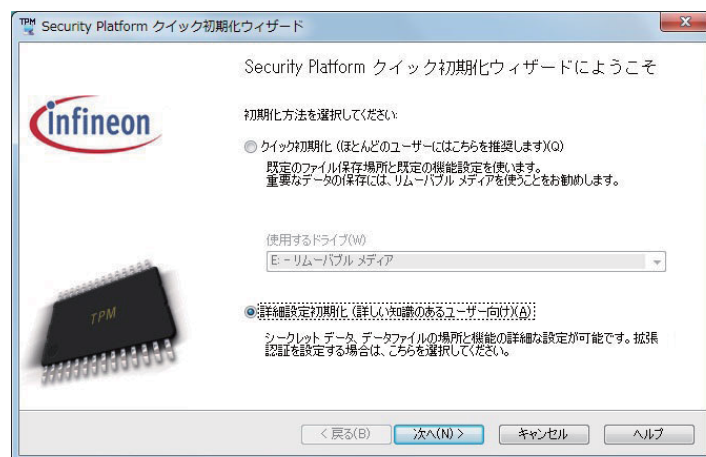 Security Platform クイック初期化ウィザード
Security Platform クイック初期化ウィザードにようこそ
infineon
初期化方法を選択してください:
クイック初期化 (ほとんどのユーザーにはこちらを推奨します)(Q)
既定のファイル保存場所と既定の機能設定を使います。
重要なデータの保存には、リムーバブル メディアを使うことをお勧めします。
使用するドライブ(W)
E: - リムーバブル メディア
TPM
詳細設定初期化 (詳しい知識のあるユーザー向け)(A)
シークレット データ、データファイルの場所と機能の詳細な設定が可能です。拡張
認証を設定する場合は、こちらを選択してください。
< 戻る(B)
次へ(N) >
キャンセル
ヘルプ